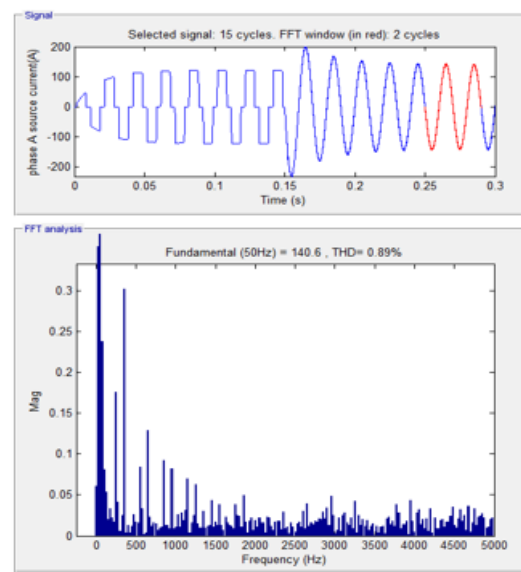 Signal
Selected signal: 15 cycles. FFT window (in red): 2 cycles
phase A source current(A)
200
100
0
-100
-200
0 0.05 0.1 0.15 0.2 0.25 0.3
Time (s)
FFT analysis
Fundamental (50Hz) = 140.6 , THD= 0.89%
Mag
0.3
0.25
0.2
0.15
0.1
0.05
0
0 500 1000 1500 2000 2500 3000 3500 4000 4500 5000
Frequency (Hz)